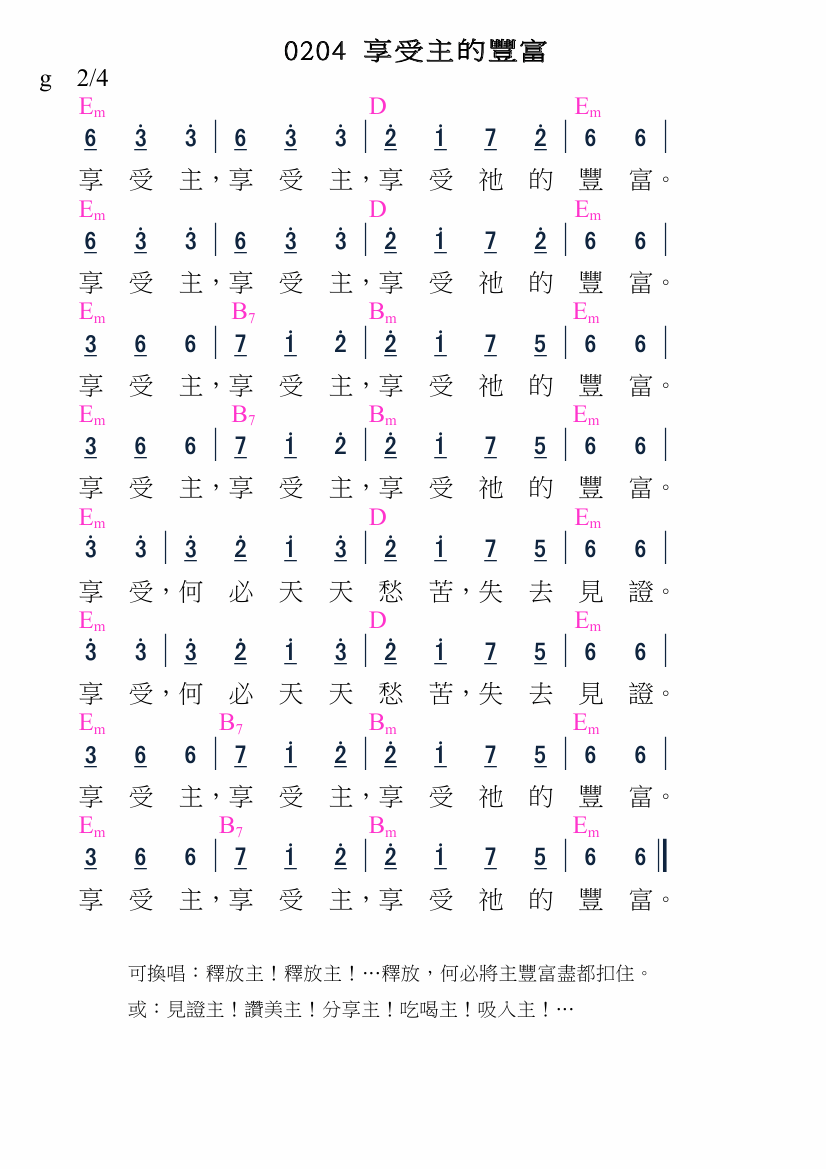 0204 享受主的豐富
g 2/4
Em D Em
6 3̇ 3̇ | 6 3̇ 3̇ | 2̇ 1̇ 7 2̇ | 6 6 |
享 受 主，享 受 主，享 受 祂 的 豐 富。
Em D Em
6 3̇ 3̇ | 6 3̇ 3̇ | 2̇ 1̇ 7 2̇ | 6 6 |
享 受 主，享 受 主，享 受 祂 的 豐 富。
Em B7 Bm Em
3 6 6 | 7 1̇ 2̇ | 2̇ 1̇ 7 5 | 6 6 |
享 受 主，享 受 主，享 受 祂 的 豐 富。
Em B7 Bm Em
3 6 6 | 7 1̇ 2̇ | 2̇ 1̇ 7 5 | 6 6 |
享 受 主，享 受 主，享 受 祂 的 豐 富。
Em D Em
3̇ 3̇ | 3̇ 2̇ 1̇ 3̇ | 2̇ 1̇ 7 5 | 6 6 |
享 受，何 必 天 天 愁 苦，失 去 見 證。
Em D Em
3̇ 3̇ | 3̇ 2̇ 1̇ 3̇ | 2̇ 1̇ 7 5 | 6 6 |
享 受，何 必 天 天 愁 苦，失 去 見 證。
Em B7 Bm Em
3 6 6 | 7 1̇ 2̇ | 2̇ 1̇ 7 5 | 6 6 |
享 受 主，享 受 主，享 受 祂 的 豐 富。
Em B7 Bm Em
3 6 6 | 7 1̇ 2̇ | 2̇ 1̇ 7 5 | 6 6 ||
享 受 主，享 受 主，享 受 祂 的 豐 富。
可換唱：釋放主！釋放主！…釋放，何必將主豐富盡都扣住。
或：見證主！讚美主！分享主！吃喝主！吸入主！…